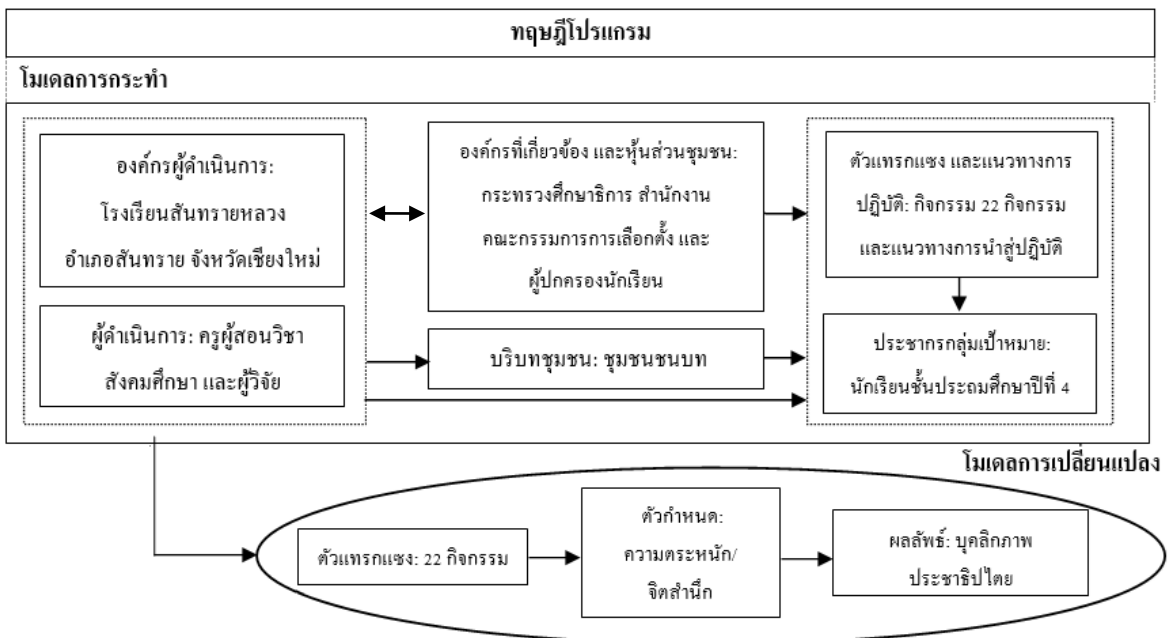 ทฤษฎีโปรแกรม
โมเดลการกระทำ
องค์กรผู้ดำเนินการ:
โรงเรียนสันทรายหลวง
อำเภอสันทราย จังหวัดเชียงใหม่
ผู้ดำเนินการ: ครูผู้สอนวิชา
สังคมศึกษา และผู้วิจัย
องค์กรที่เกี่ยวข้อง และหุ้นส่วนชุมชน:
กระทรวงศึกษาธิการ สำนักงาน
คณะกรรมการการเลือกตั้ง และ
ผู้ปกครองนักเรียน
บริบทชุมชน: ชุมชนชนบท
ตัวแทรกแซง และแนวทางการ
ปฏิบัติ: กิจกรรม 22 กิจกรรม
และแนวทางการนำสู่ปฏิบัติ
ประชากรกลุ่มเป้าหมาย:
นักเรียนชั้นประถมศึกษาปีที่ 4
โมเดลการเปลี่ยนแปลง
ตัวแทรกแซง: 22 กิจกรรม
ตัวกำหนด:
ความตระหนัก/
จิตสำนึก
ผลลัพธ์: บุคลิกภาพ
ประชาธิปไตย